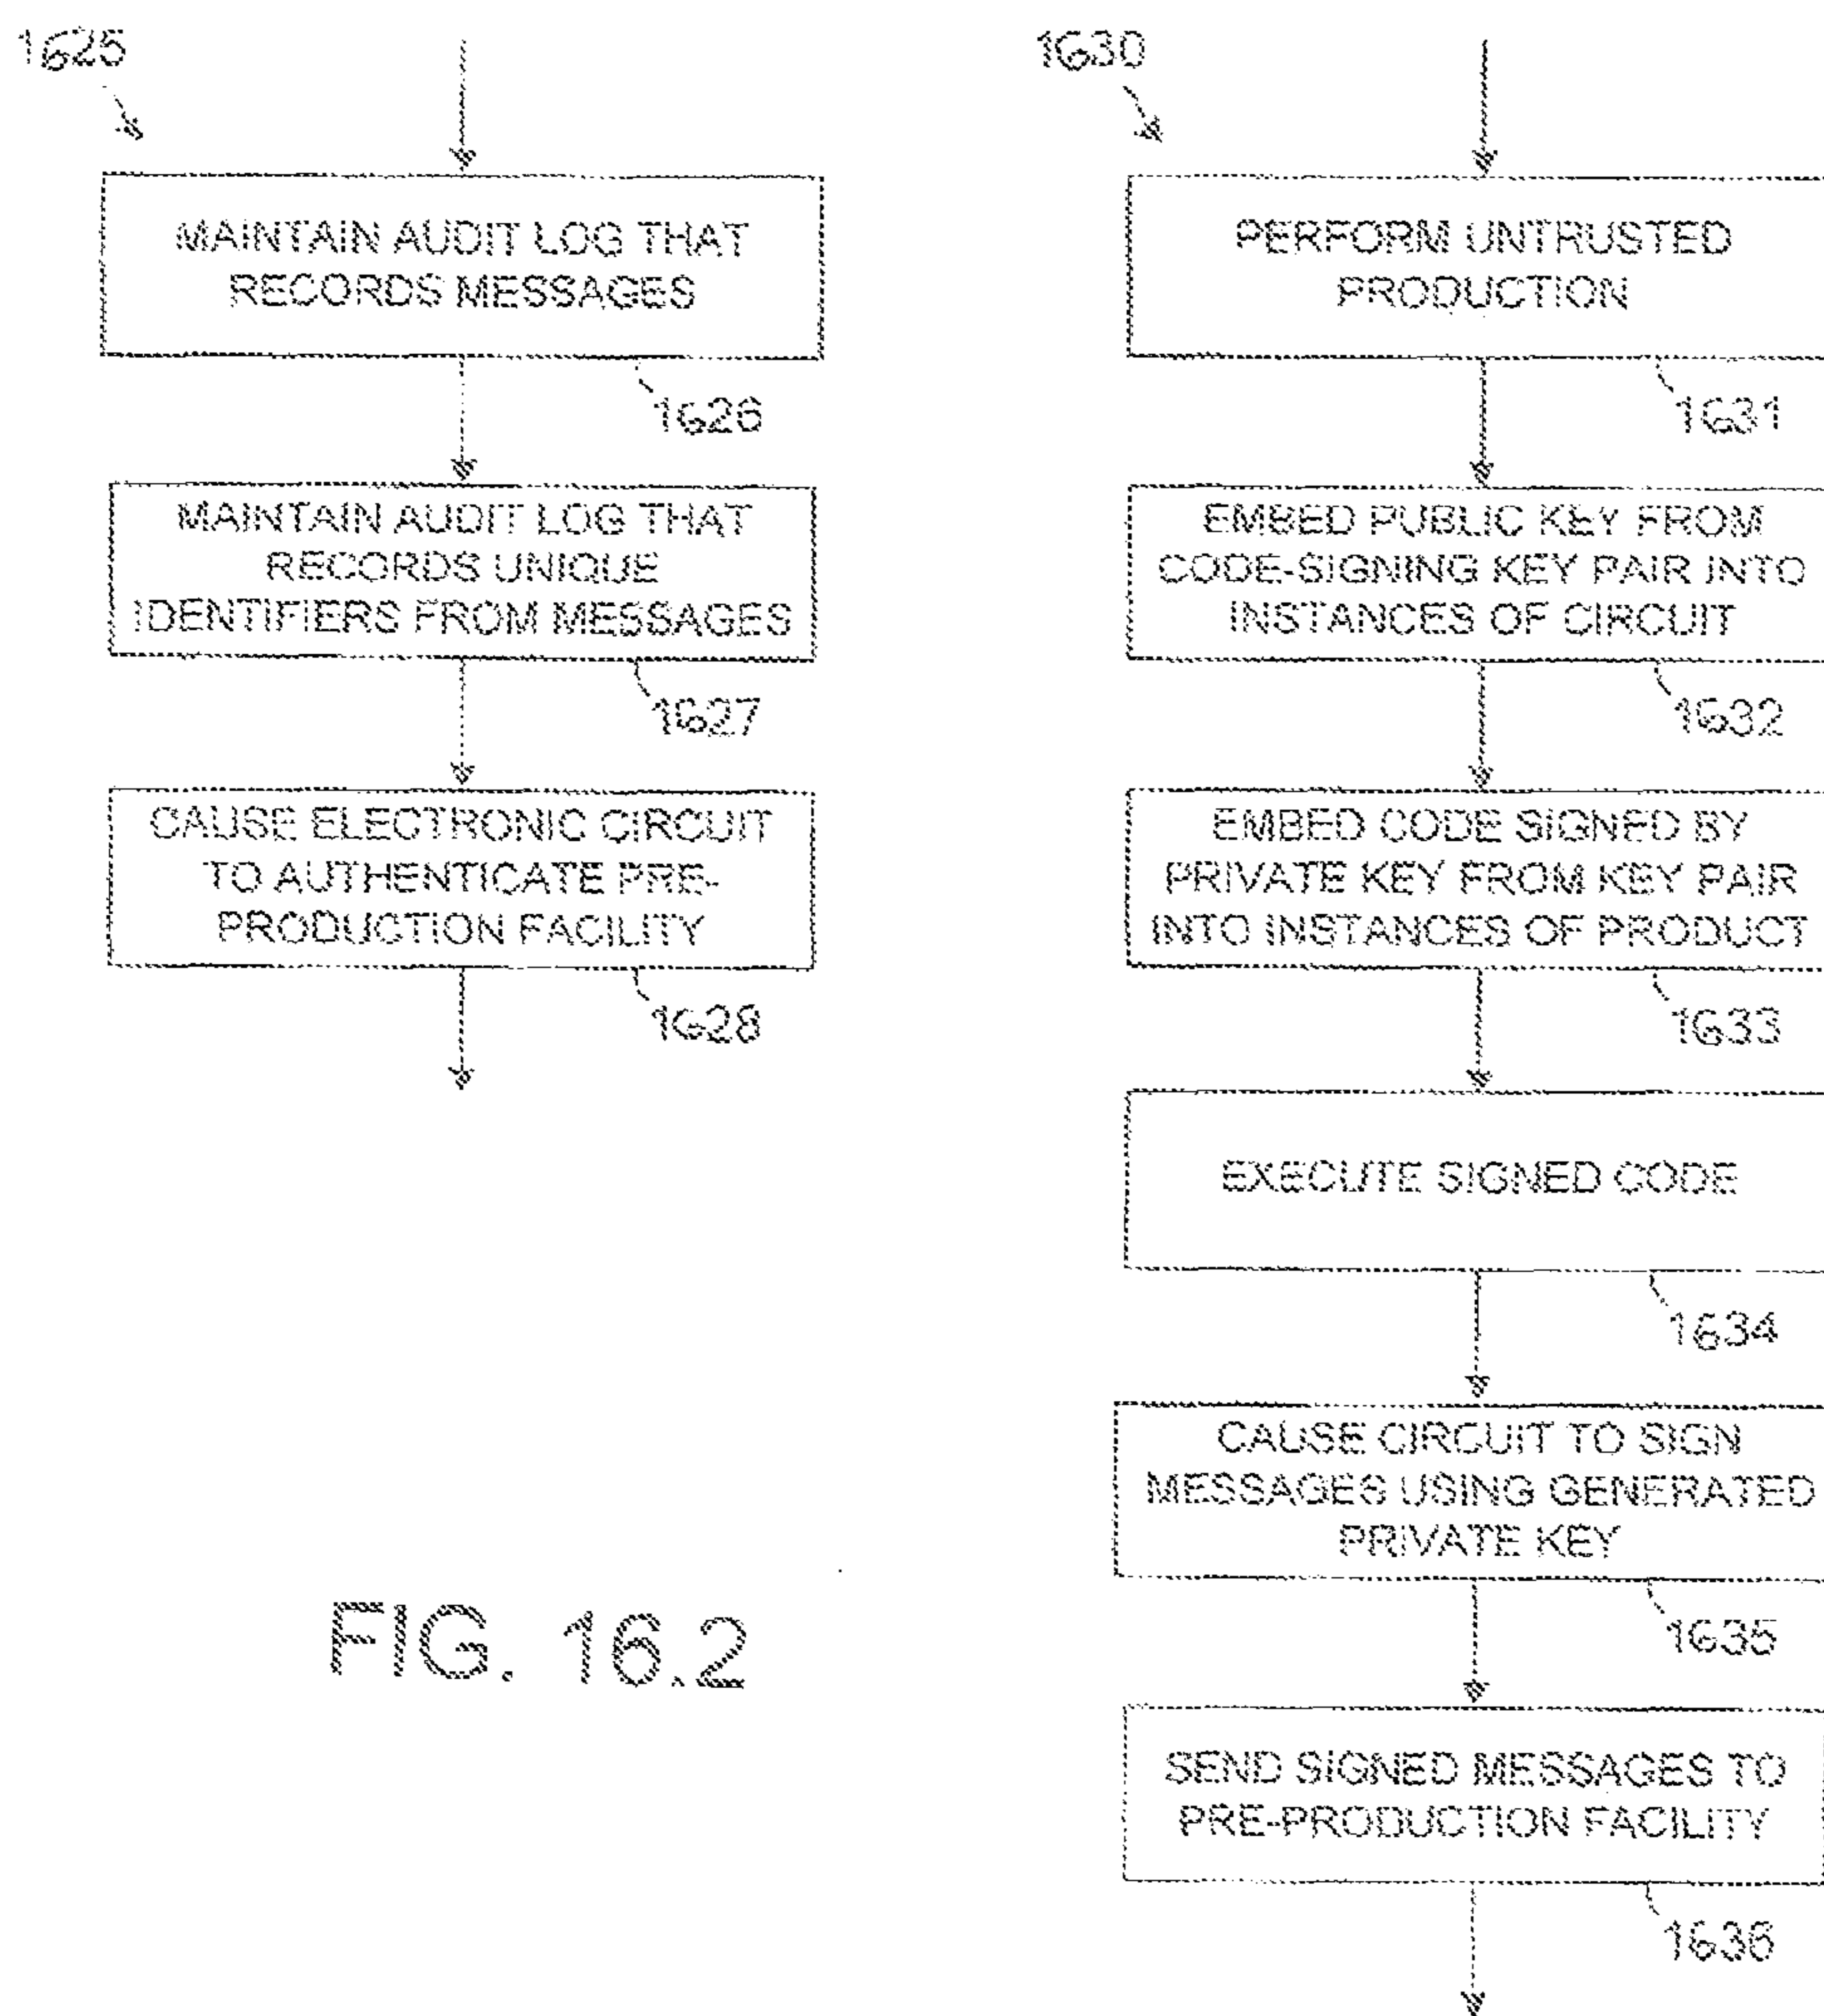 1625
MAINTAIN AUDIT LOG THAT
RECORDS MESSAGES
1626
MAINTAIN AUDIT LOG THAT
RECORDS UNIQUE
IDENTIFIERS FROM MESSAGES
1627
CAUSE ELECTRONIC CIRCUIT
TO AUTHENTICATE PRE-
PRODUCTION FACILITY
1628
FIG. 16.2
1630
PERFORM UNTRUSTED
PRODUCTION
1631
EMBED PUBLIC KEY FROM
CODE-SIGNING KEY PAIR INTO
INSTANCES OF CIRCUIT
1632
EMBED CODE SIGNED BY
PRIVATE KEY FROM KEY PAIR
INTO INSTANCES OF PRODUCT
1633
EXECUTE SIGNED CODE
1634
CAUSE CIRCUIT TO SIGN
MESSAGES USING GENERATED
PRIVATE KEY
1635
SEND SIGNED MESSAGES TO
PRE-PRODUCTION FACILITY
1636